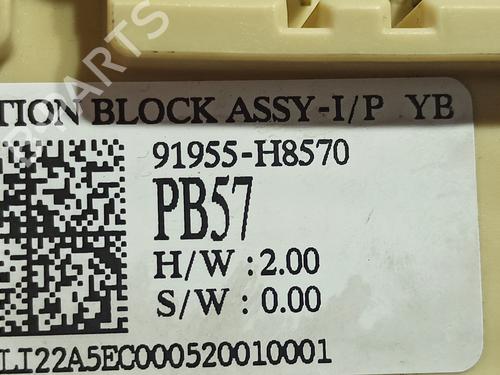 TION BLOCK ASSY-I/P YB
91955-H8570
PB57
H/W : 2.00
S/W : 0.00
LI22A5EC000520010001